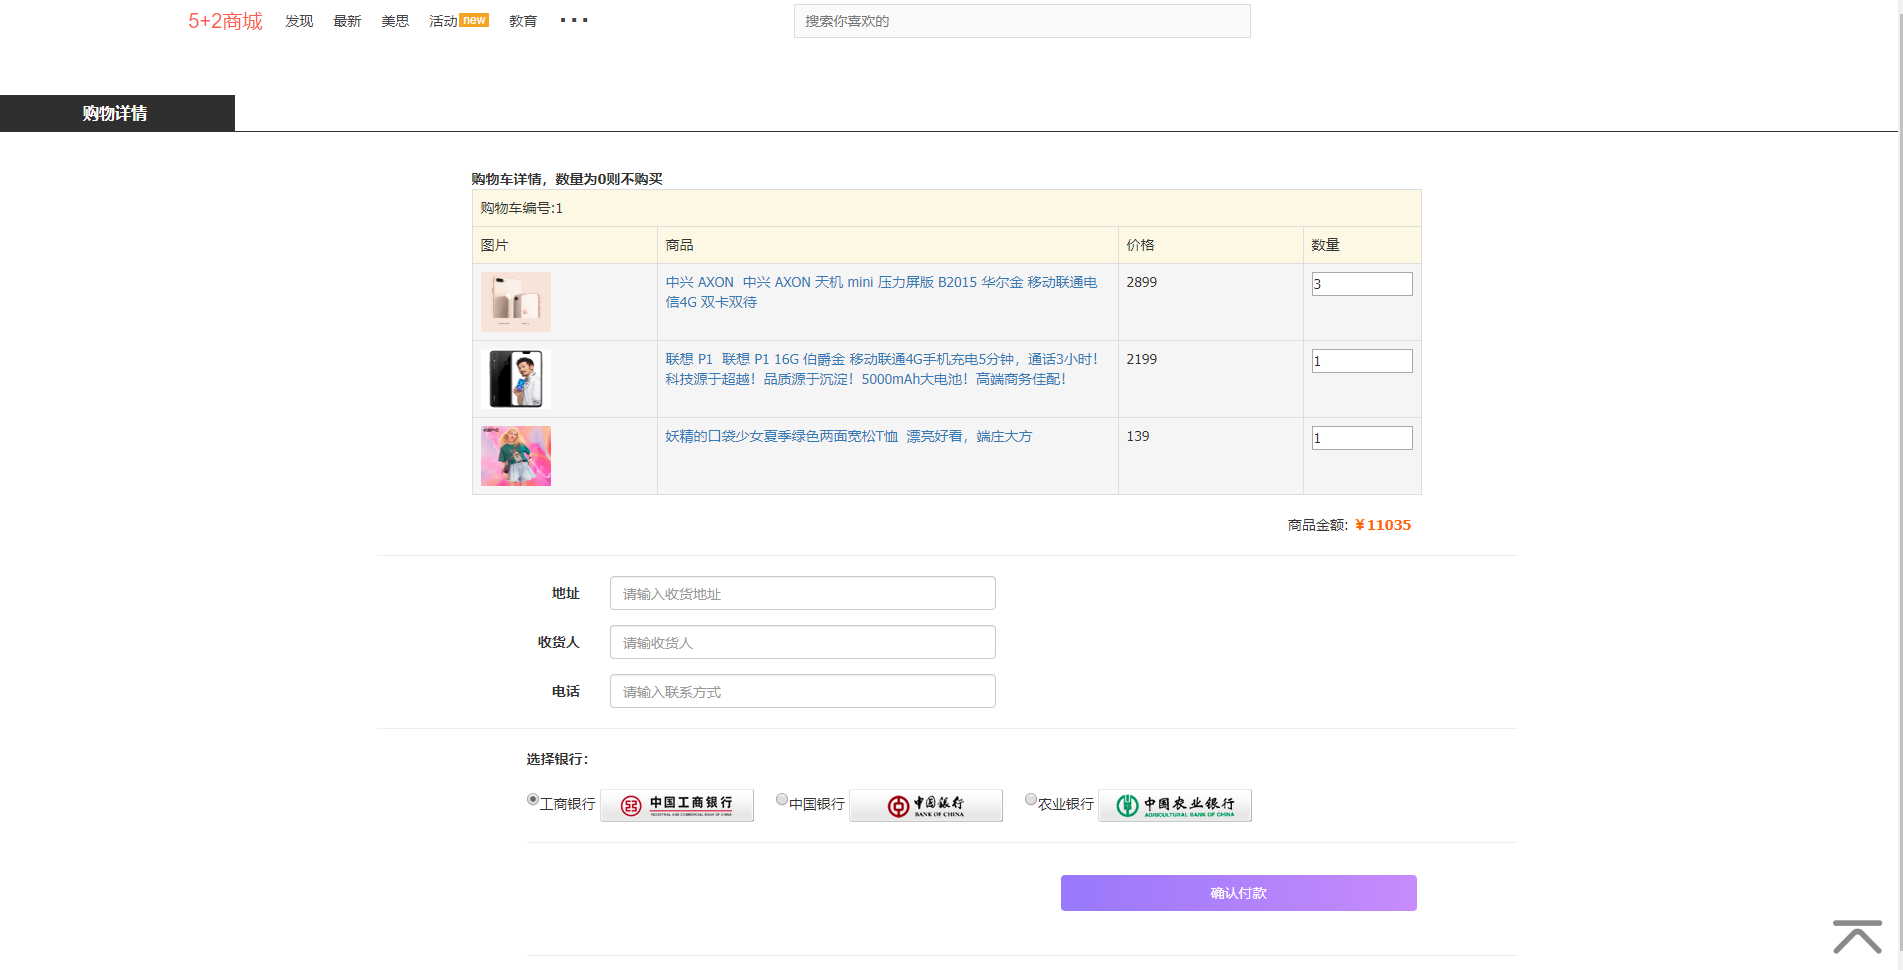 5+2商城 发现 最新 美思 活动 new 教育 ···
搜索你喜欢的
购物详情
购物车详情，数量为0则不购买
购物车编号:1
图片 商品 价格 数量
中兴 AXON 中兴 AXON 天机 mini 压力屏版 B2015 华尔金 移动联通电 2899 3
信4G 双卡双待
联想 P1 联想 P1 16G 伯爵金 移动联通4G手机充电5分钟，通话3小时！ 2199 1
科技源于超越！品质源于沉淀！5000mAh大电池！高端商务佳配！
妖精的口袋少女夏季绿色两面宽松T恤 漂亮好看，端庄大方 139 1
商品金额: ¥11035
地址 请输入收货地址
收货人 请输收货人
电话 请输入联系方式
选择银行：
工商银行 中国工商银行 中国银行 中国银行 农业银行 中国农业银行
INDUSTRIAL AND COMMERCIAL BANK OF CHINA BANK OF CHINA AGRICULTURAL BANK OF CHINA
确认付款